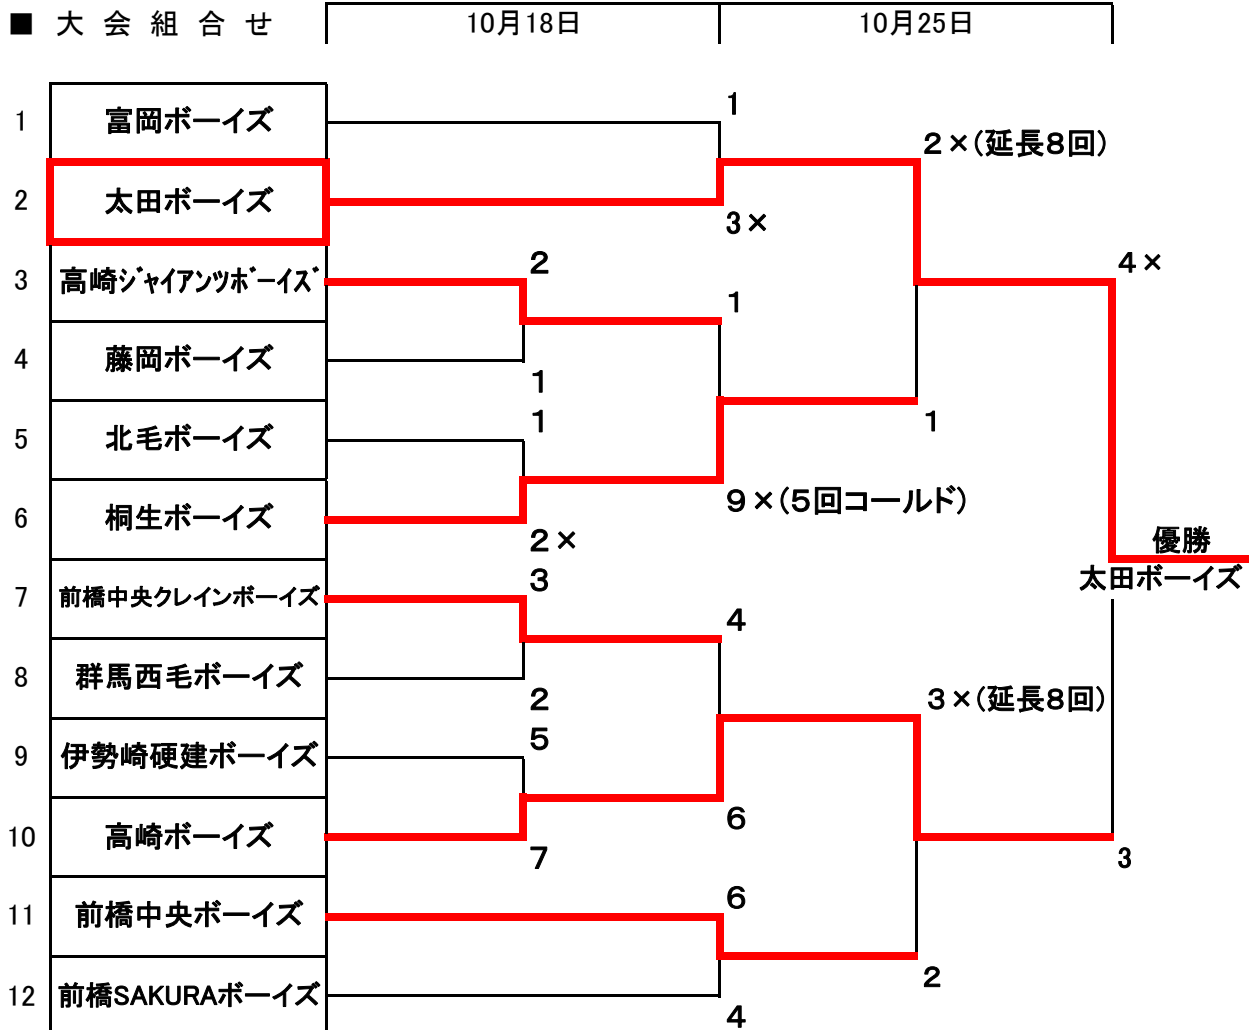 ■ 大 会 組 合 せ
10月18日
10月25日
1 富岡ボーイズ
1
2×(延長8回)
2 太田ボーイズ
3×
3 高崎ｼﾞｬｲｱﾝﾂﾎﾞｰｲｽﾞ
2
4×
1
4 藤岡ボーイズ
1
5 北毛ボーイズ
1
1
6 桐生ボーイズ
9×(5回コールド)
2×
優勝
太田ボーイズ
7 前橋中央クレインボーイズ
3
4
8 群馬西毛ボーイズ
2
3×(延長8回)
9 伊勢崎硬建ボーイズ
5
6
10 高崎ボーイズ
7
3
11 前橋中央ボーイズ
6
2
12 前橋SAKURAボーイズ
4